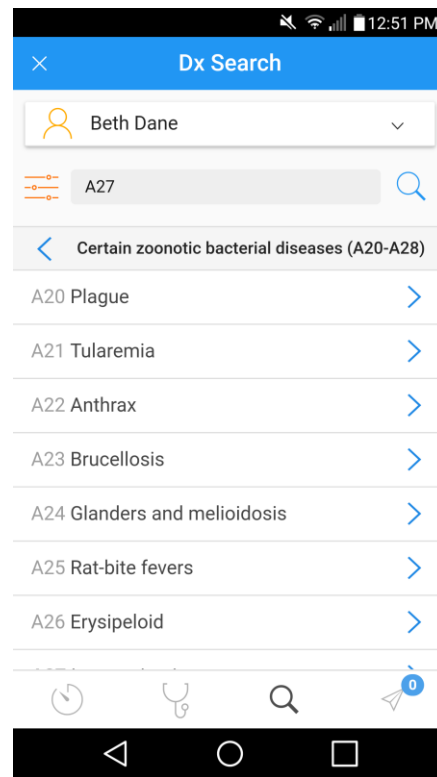 12:51 PM
Dx Search
Beth Dane
A27
Certain zoonotic bacterial diseases (A20-A28)
A20 Plague
A21 Tularemia
A22 Anthrax
A23 Brucellosis
A24 Glanders and melioidosis
A25 Rat-bite fevers
A26 Erysipeloid
0